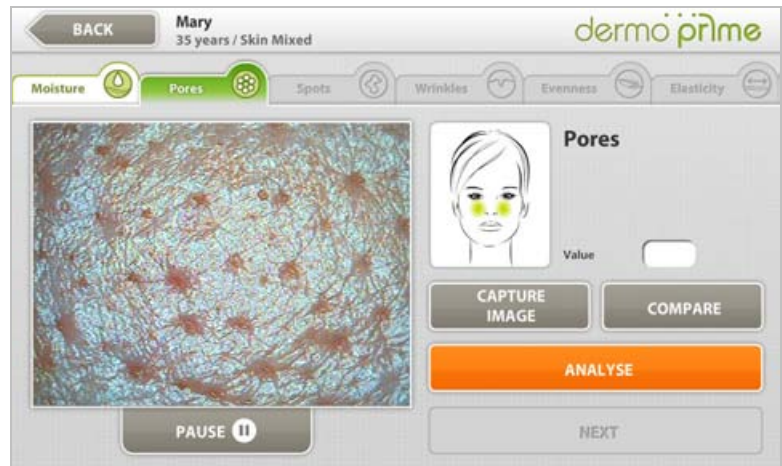 BACK
Mary
35 years / Skin Mixed
dermo prime
Moisture
Pores
Spots
Wrinkles
Evenness
Elasticity
Pores
Value
CAPTURE
IMAGE
COMPARE
ANALYSE
PAUSE
NEXT